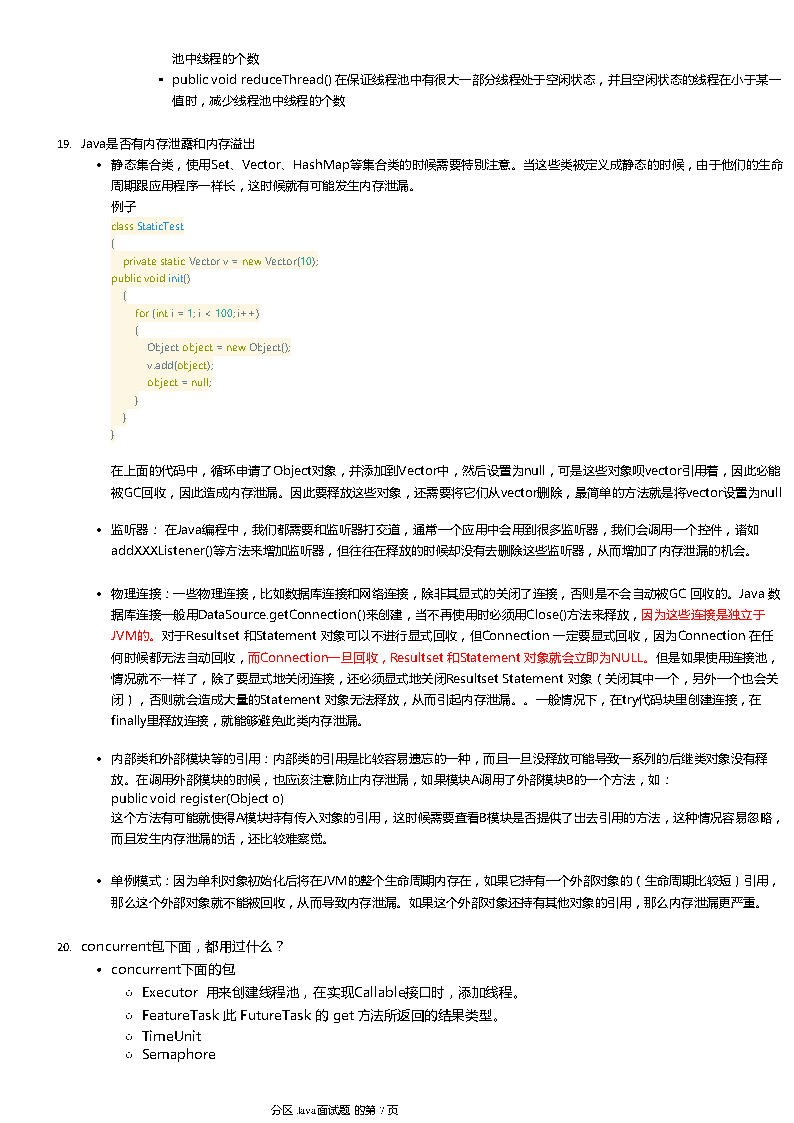 池中线程的个数
▪ public void reduceThread() 在保证线程池中有很大一部分线程处于空闲状态，并且空闲状态的线程在小于某一
值时，减少线程池中线程的个数
19. Java是否有内存泄露和内存溢出
• 静态集合类，使用Set、Vector、HashMap等集合类的时候需要特别注意。当这些类被定义成静态的时候，由于他们的生命
周期跟应用程序一样长，这时候就有可能发生内存泄漏。
例子
class StaticTest
{
private static Vector v = new Vector(10);
public void init()
{
for (int i = 1; i < 100; i++)
{
Object object = new Object();
v.add(object);
object = null;
}
}
}
在上面的代码中，循环申请了Object对象，并添加到Vector中，然后设置为null，可是这些对象呗vector引用着，因此必能
被GC回收，因此造成内存泄漏。因此要释放这些对象，还需要将它们从vector删除，最简单的方法就是将vector设置为null
• 监听器： 在Java编程中，我们都需要和监听器打交道，通常一个应用中会用到很多监听器，我们会调用一个控件，诸如
addXXXListener()等方法来增加监听器，但往往在释放的时候却没有去删除这些监听器，从而增加了内存泄漏的机会。
• 物理连接：一些物理连接，比如数据库连接和网络连接，除非其显式的关闭了连接，否则是不会自动被GC 回收的。Java 数
据库连接一般用DataSource.getConnection()来创建，当不再使用时必须用Close()方法来释放，因为这些连接是独立于
JVM的。对于Resultset 和Statement 对象可以不进行显式回收，但Connection 一定要显式回收，因为Connection 在任
何时候都无法自动回收，而Connection一旦回收，Resultset 和Statement 对象就会立即为NULL。但是如果使用连接池，
情况就不一样了，除了要显式地关闭连接，还必须显式地关闭Resultset Statement 对象（关闭其中一个，另外一个也会关
闭），否则就会造成大量的Statement 对象无法释放，从而引起内存泄漏。。一般情况下，在try代码块里创建连接，在
finally里释放连接，就能够避免此类内存泄漏。
• 内部类和外部模块等的引用：内部类的引用是比较容易遗忘的一种，而且一旦没释放可能导致一系列的后继类对象没有释
放。在调用外部模块的时候，也应该注意防止内存泄漏，如果模块A调用了外部模块B的一个方法，如：
public void register(Object o)
这个方法有可能就使得A模块持有传入对象的引用，这时候需要查看B模块是否提供了出去引用的方法，这种情况容易忽略，
而且发生内存泄漏的话，还比较难察觉。
• 单例模式：因为单利对象初始化后将在JVM的整个生命周期内存在，如果它持有一个外部对象的（生命周期比较短）引用，
那么这个外部对象就不能被回收，从而导致内存泄漏。如果这个外部对象还持有其他对象的引用，那么内存泄漏更严重。
20. concurrent包下面，都用过什么？
• concurrent下面的包
○ Executor 用来创建线程池，在实现Callable接口时，添加线程。
○ FeatureTask 此 FutureTask 的 get 方法所返回的结果类型。
○ TimeUnit
○ Semaphore
分区 Java面试题 的第 7 页